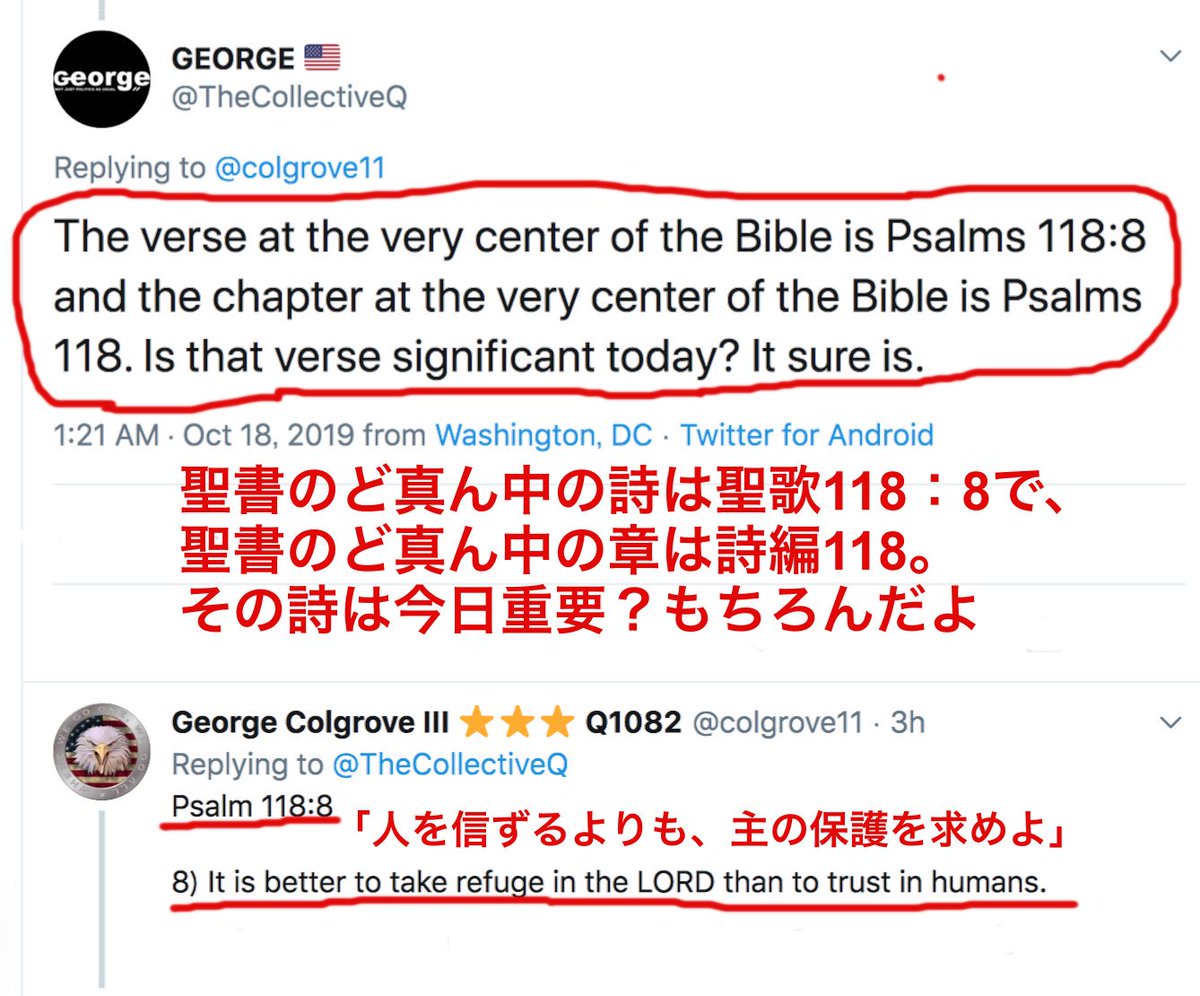 GEORGE 🇺🇸
George
@TheCollectiveQ
Replying to @colgrove11
The verse at the very center of the Bible is Psalms 118:8
and the chapter at the very center of the Bible is Psalms
118. Is that verse significant today? It sure is.
1:21 AM · Oct 18, 2019 from Washington, DC · Twitter for Android
聖書のど真ん中の詩は聖歌118：8で、
聖書のど真ん中の章は詩編118。
その詩は今日重要？もちろんだよ
George Colgrove III ⭐⭐⭐ Q1082 @colgrove11 · 3h
Replying to @TheCollectiveQ
Psalm 118:8
「人を信ずるよりも、主の保護を求めよ」
8) It is better to take refuge in the LORD than to trust in humans.